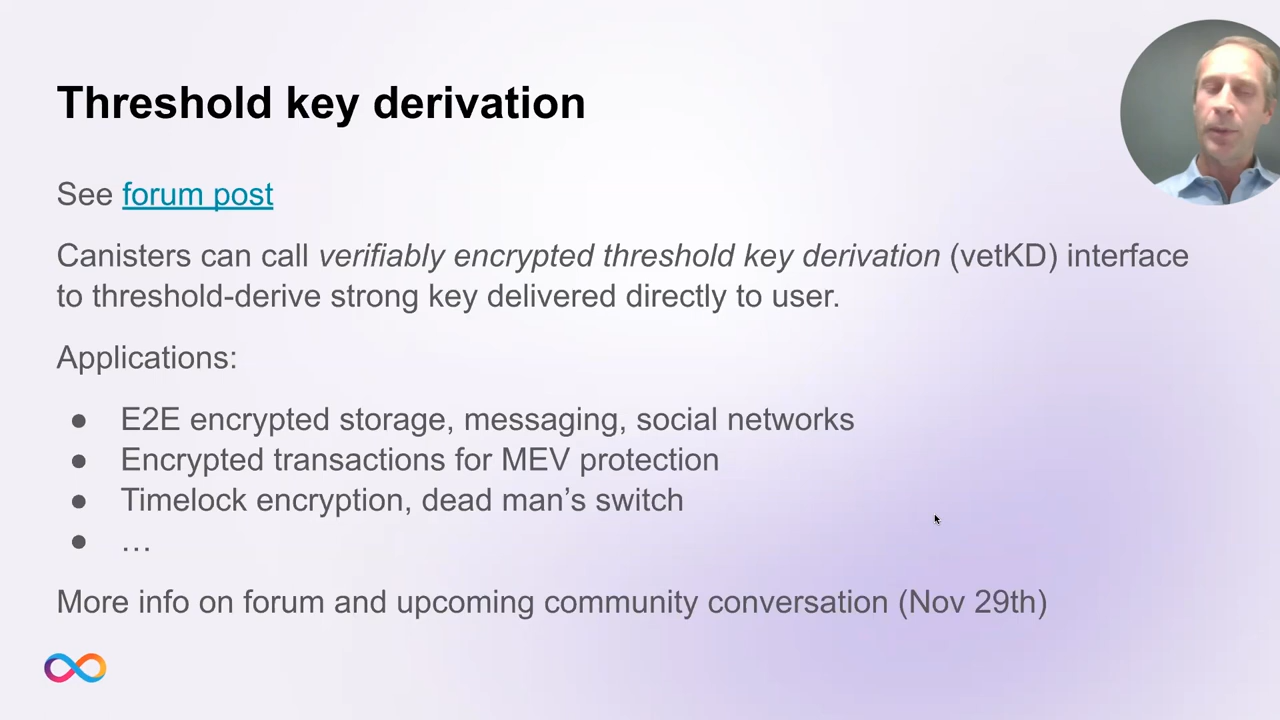 Threshold key derivation
See forum post
Canisters can call verifiably encrypted threshold key derivation (vetKD) interface
to threshold-derive strong key delivered directly to user.
Applications:
● E2E encrypted storage, messaging, social networks
● Encrypted transactions for MEV protection
● Timelock encryption, dead man’s switch
● …
More info on forum and upcoming community conversation (Nov 29th)